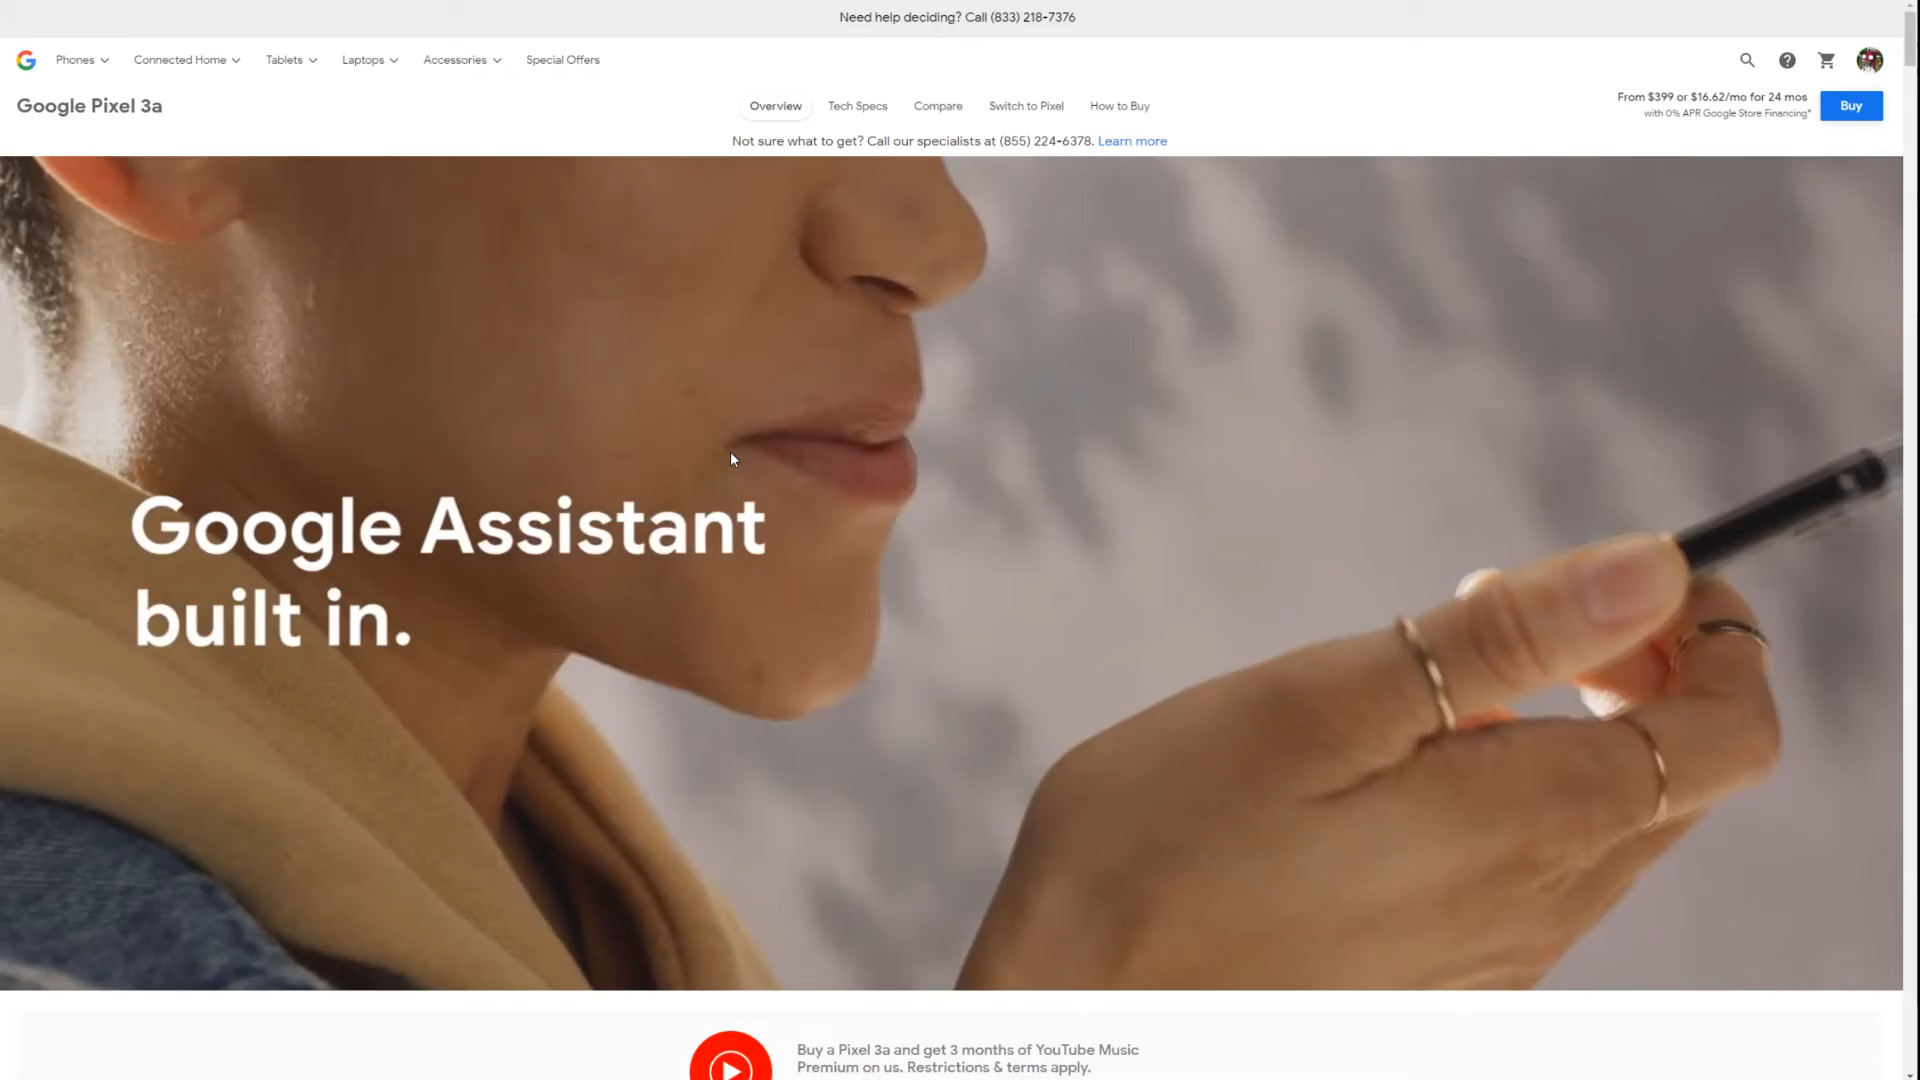 Need help deciding? Call (833) 218-7376
Phones
Connected Home
Tablets
Laptops
Accessories
Special Offers
Google Pixel 3a
Overview
Tech Specs
Compare
Switch to Pixel
How to Buy
From $399 or $16.62/mo for 24 mos
with 0% APR Google Store Financing*
Buy
Not sure what to get? Call our specialists at (855) 224-6378. Learn more
Google Assistant
built in.
Buy a Pixel 3a and get 3 months of YouTube Music
Premium on us. Restrictions & terms apply.